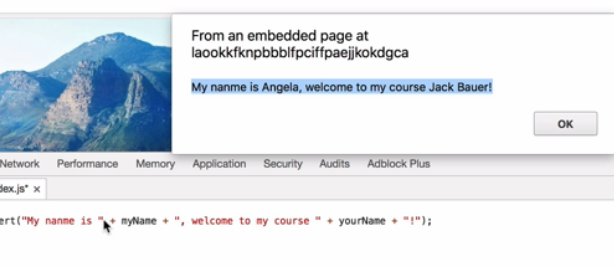 From an embedded page at
laookkfknpbbblfpciffpaejjkokdgca
My nanme is Angela, welcome to my course Jack Bauer!
OK
Network Performance Memory Application Security Audits Adblock Plus
dex.js* ×
ert("My nanme is " + myName + ", welcome to my course " + yourName + "!");